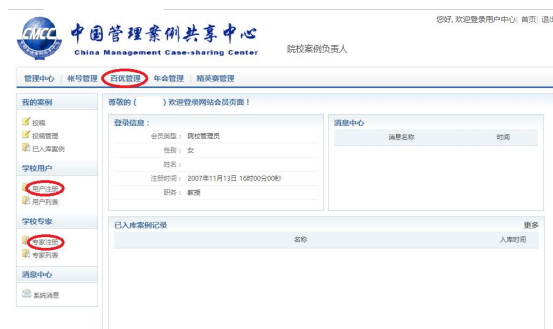 您好, 欢迎登录用户中心| 首页| 退出
CMCC
中国管理案例共享中心
China Management Case-sharing Center
院校案例负责人
管理中心 帐号管理 百优管理 年会管理 精英赛管理
我的案例
投稿
投稿管理
已入库案例
学校用户
用户注册
用户列表
学校专家
专家注册
专家列表
消息中心
系统消息
尊敬的 ( ) 欢迎登录网站会员页面！
登录信息：
会员类型： 院校管理员
性别： 女
姓名：
注册时间： 2007年11月13日 16时00分00秒
职务： 教授
消息中心
消息名称 时间
已入库案例记录 更多
名称 入库时间